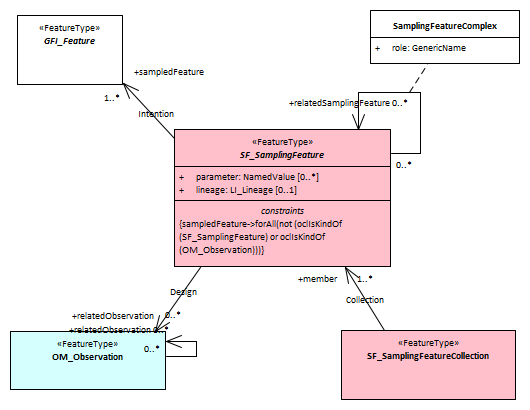 «FeatureType»
GFI_Feature
SamplingFeatureComplex
+ role: GenericName
+sampledFeature
1..*
Intention
+relatedSamplingFeature 0..*
0..*
«FeatureType»
SF_SamplingFeature
+ parameter: NamedValue [0..*]
+ lineage: LI_Lineage [0..1]
constraints
{sampledFeature->forAll(not (oclIsKindOf
(SF_SamplingFeature) or oclIsKindOf
(OM_Observation)))}
Design
+relatedObservation 0..*
+relatedObservation 0..*
0..*
«FeatureType»
OM_Observation
+member 1..*
Collection
«FeatureType»
SF_SamplingFeatureCollection